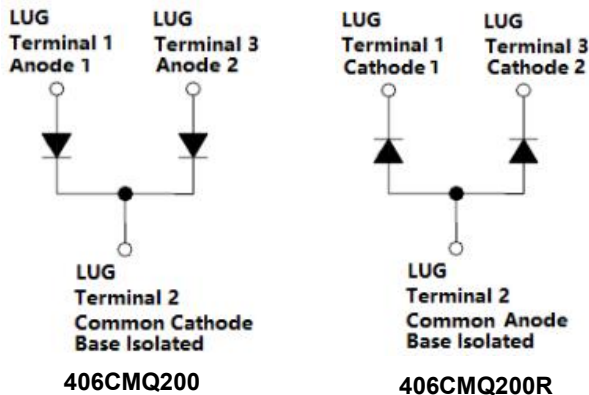 LUG
Terminal 1
Anode 1
LUG
Terminal 3
Anode 2
LUG
Terminal 2
Common Cathode
Base Isolated
406CMQ200
LUG
Terminal 1
Cathode 1
LUG
Terminal 3
Cathode 2
LUG
Terminal 2
Common Anode
Base Isolated
406CMQ200R